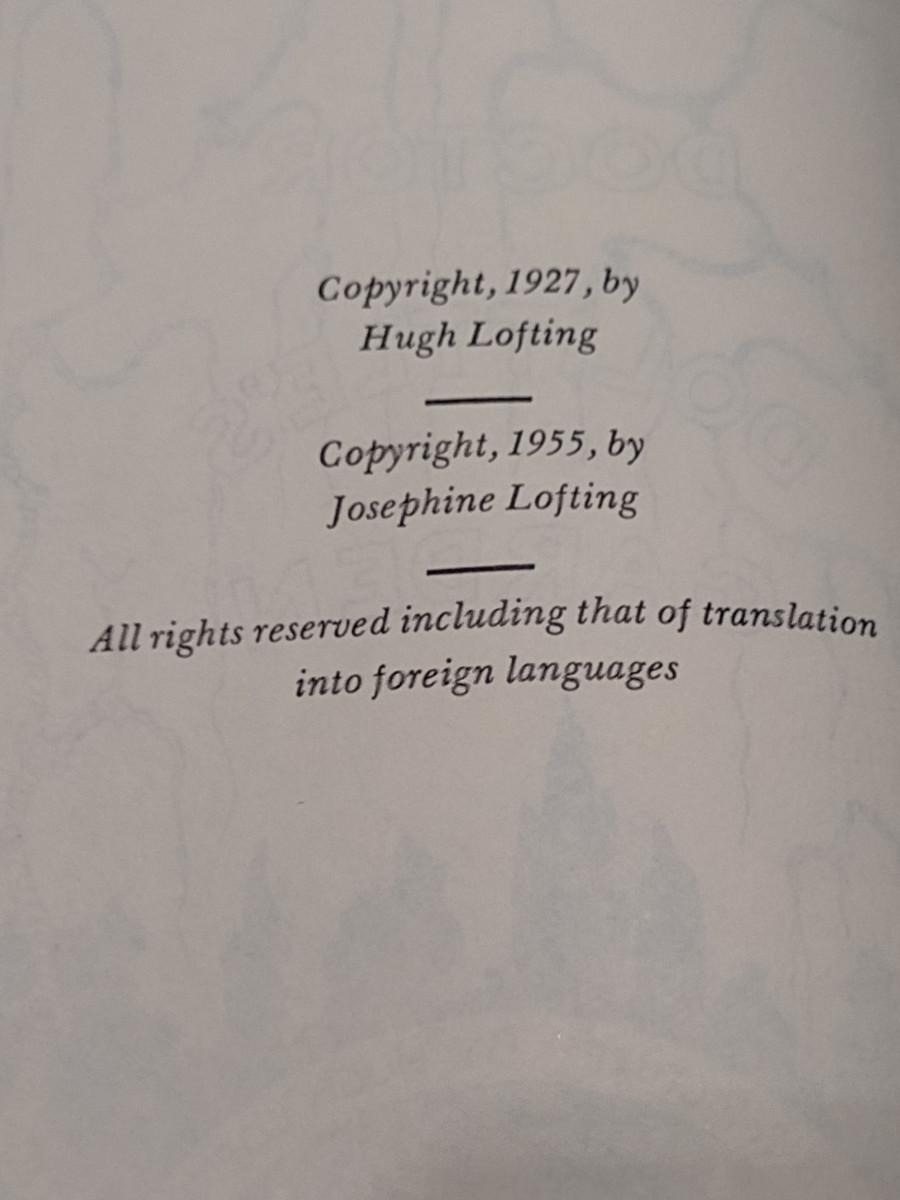 Copyright, 1927, by
Hugh Lofting
Copyright, 1955, by
Josephine Lofting
All rights reserved including that of translation
into foreign languages